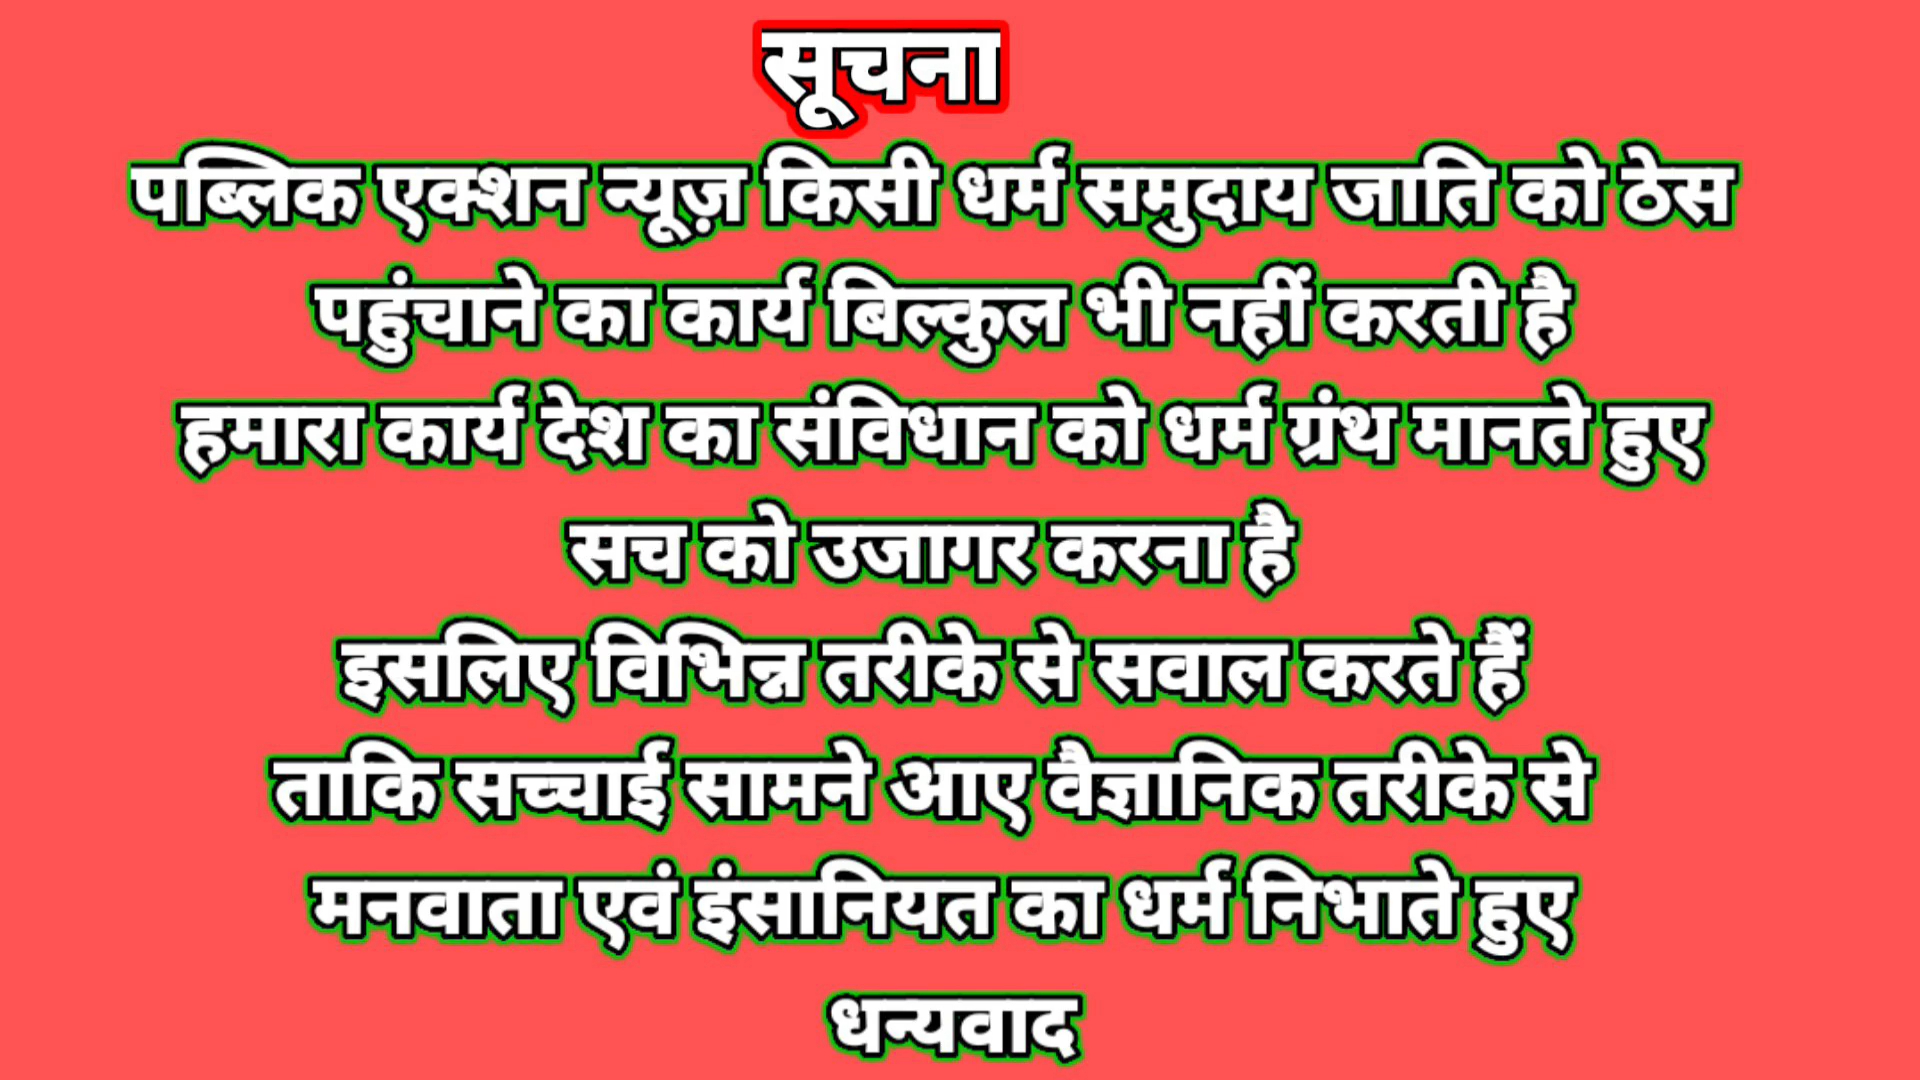 सूचना
पब्लिक एक्शन न्यूज़ किसी धर्म समुदाय जाति को ठेस
पहुंचाने का कार्य बिल्कुल भी नहीं करती है
हमारा कार्य देश का संविधान को धर्म ग्रंथ मानते हुए
सच को उजागर करना है
इसलिए विभिन्न तरीके से सवाल करते हैं
ताकि सच्चाई सामने आए वैज्ञानिक तरीके से
मनवाता एवं इंसानियत का धर्म निभाते हुए
धन्यवाद